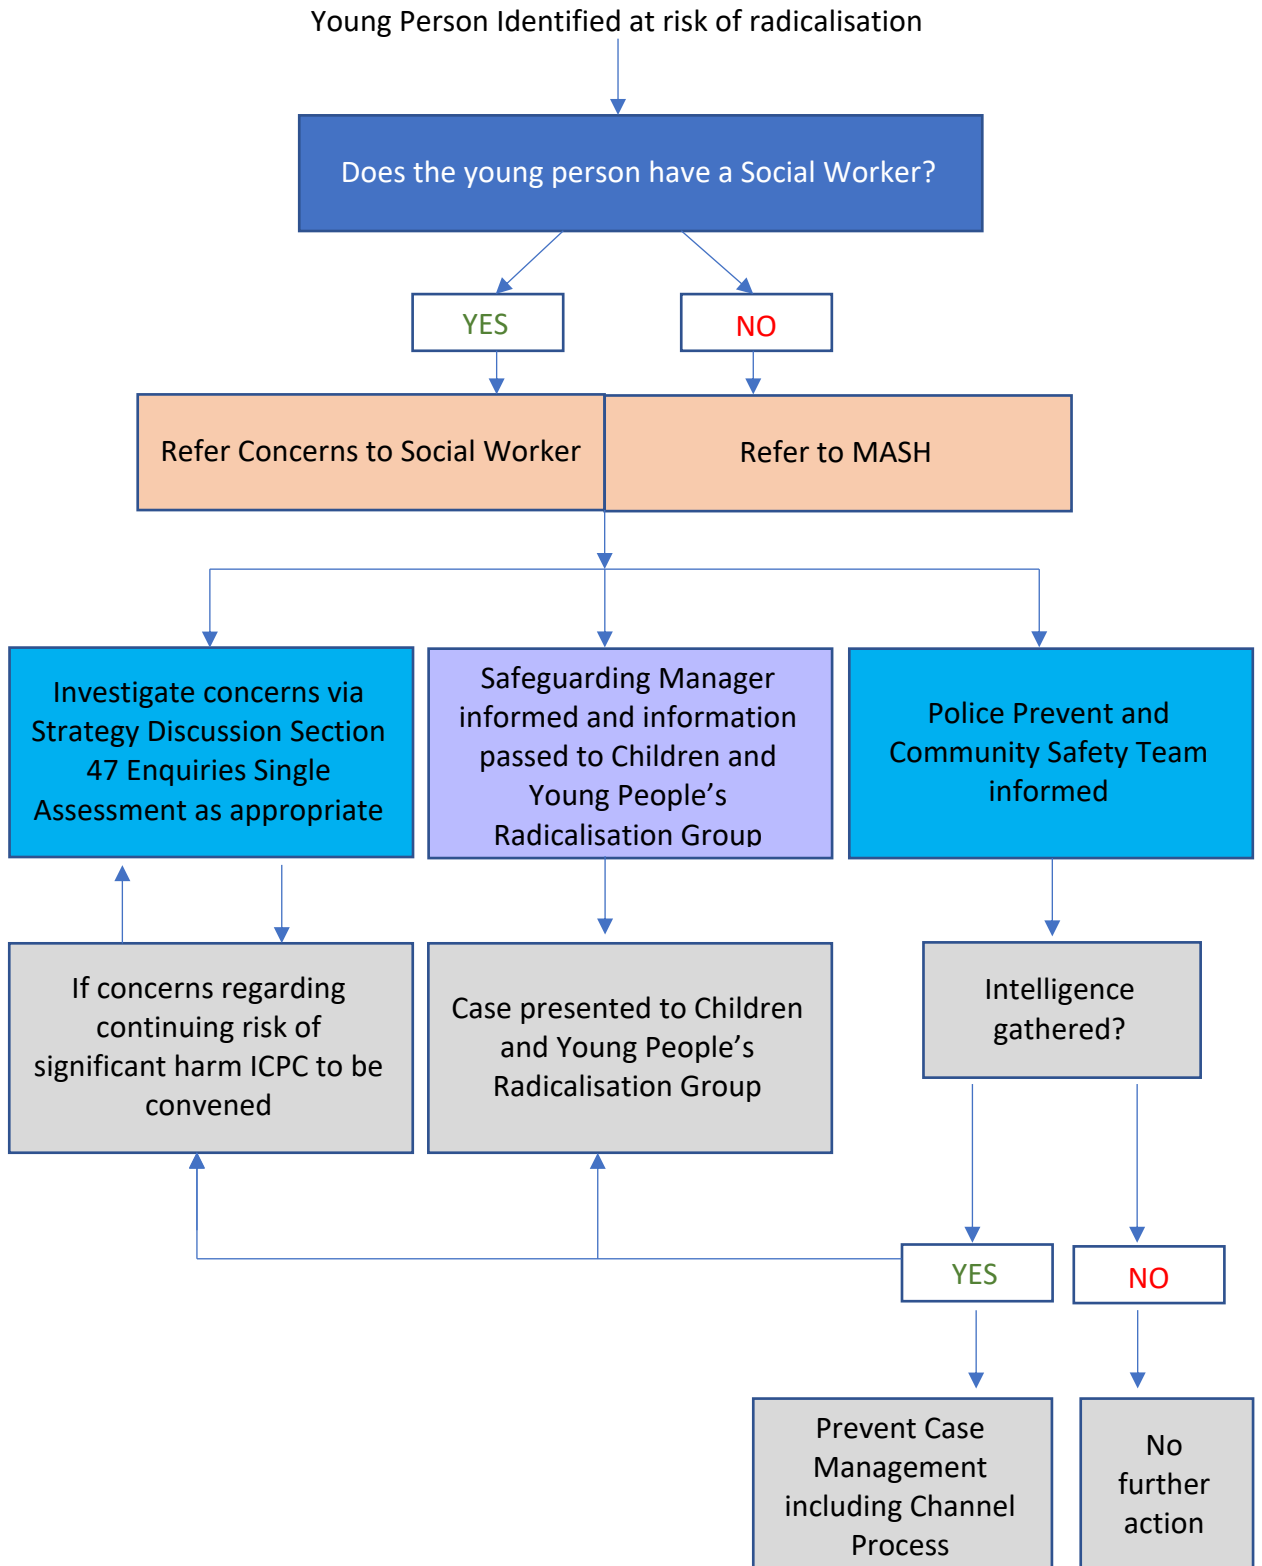 Young Person Identified at risk of radicalisation
Does the young person have a Social Worker?
YES
NO
Refer Concerns to Social Worker
Refer to MASH
Investigate concerns via
Strategy Discussion Section
47 Enquiries Single
Assessment as appropriate
Safeguarding Manager
informed and information
passed to Children and
Young People’s
Radicalisation Group
Police Prevent and
Community Safety Team
informed
If concerns regarding
continuing risk of
significant harm ICPC to be
convened
Case presented to Children
and Young People’s
Radicalisation Group
Intelligence
gathered?
YES
NO
Prevent Case
Management
including Channel
Process
No
further
action